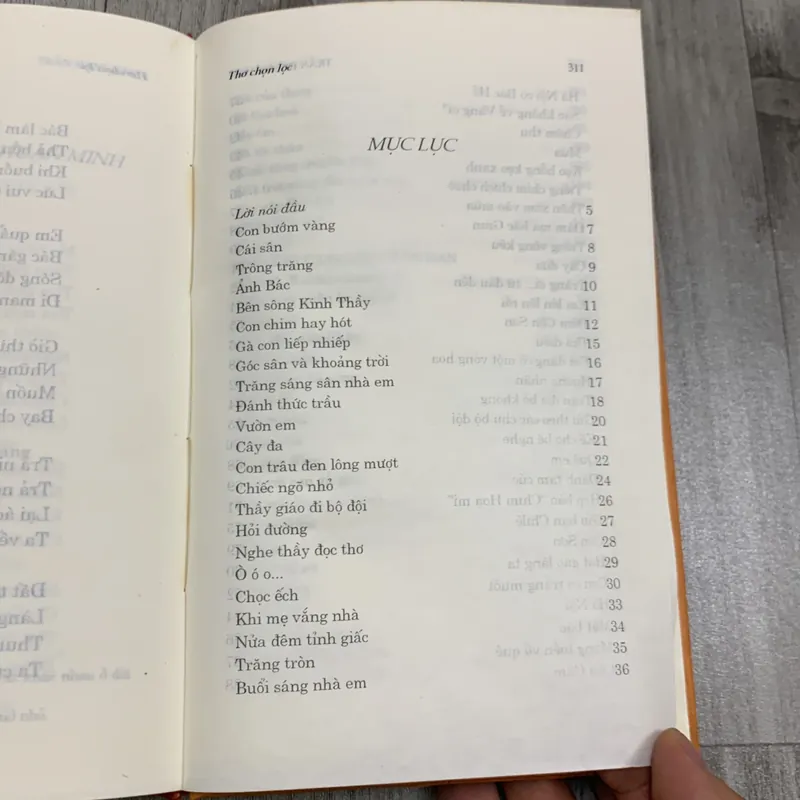 Thơ chọn lọc 311
MỤC LỤC
Lời nói đầu 5
Con bướm vàng 7
Cái sân 8
Trông trăng 9
Ảnh Bác 10
Bên sông Kinh Thầy 11
Con chim hay hót 12
Gà con liếp nhiếp 15
Góc sân và khoảng trời 16
Trăng sáng sân nhà em 17
Đánh thức trầu 18
Vườn em 20
Cây đa 21
Con trâu đen lông mượt 22
Chiếc ngõ nhỏ 24
Thầy giáo đi bộ đội 26
Hỏi đường 27
Nghe thầy đọc thơ 28
Ò ó o... 29
Chọc ếch 30
Khi mẹ vắng nhà 33
Nửa đêm tỉnh giấc 34
Trăng tròn 35
Buổi sáng nhà em 36